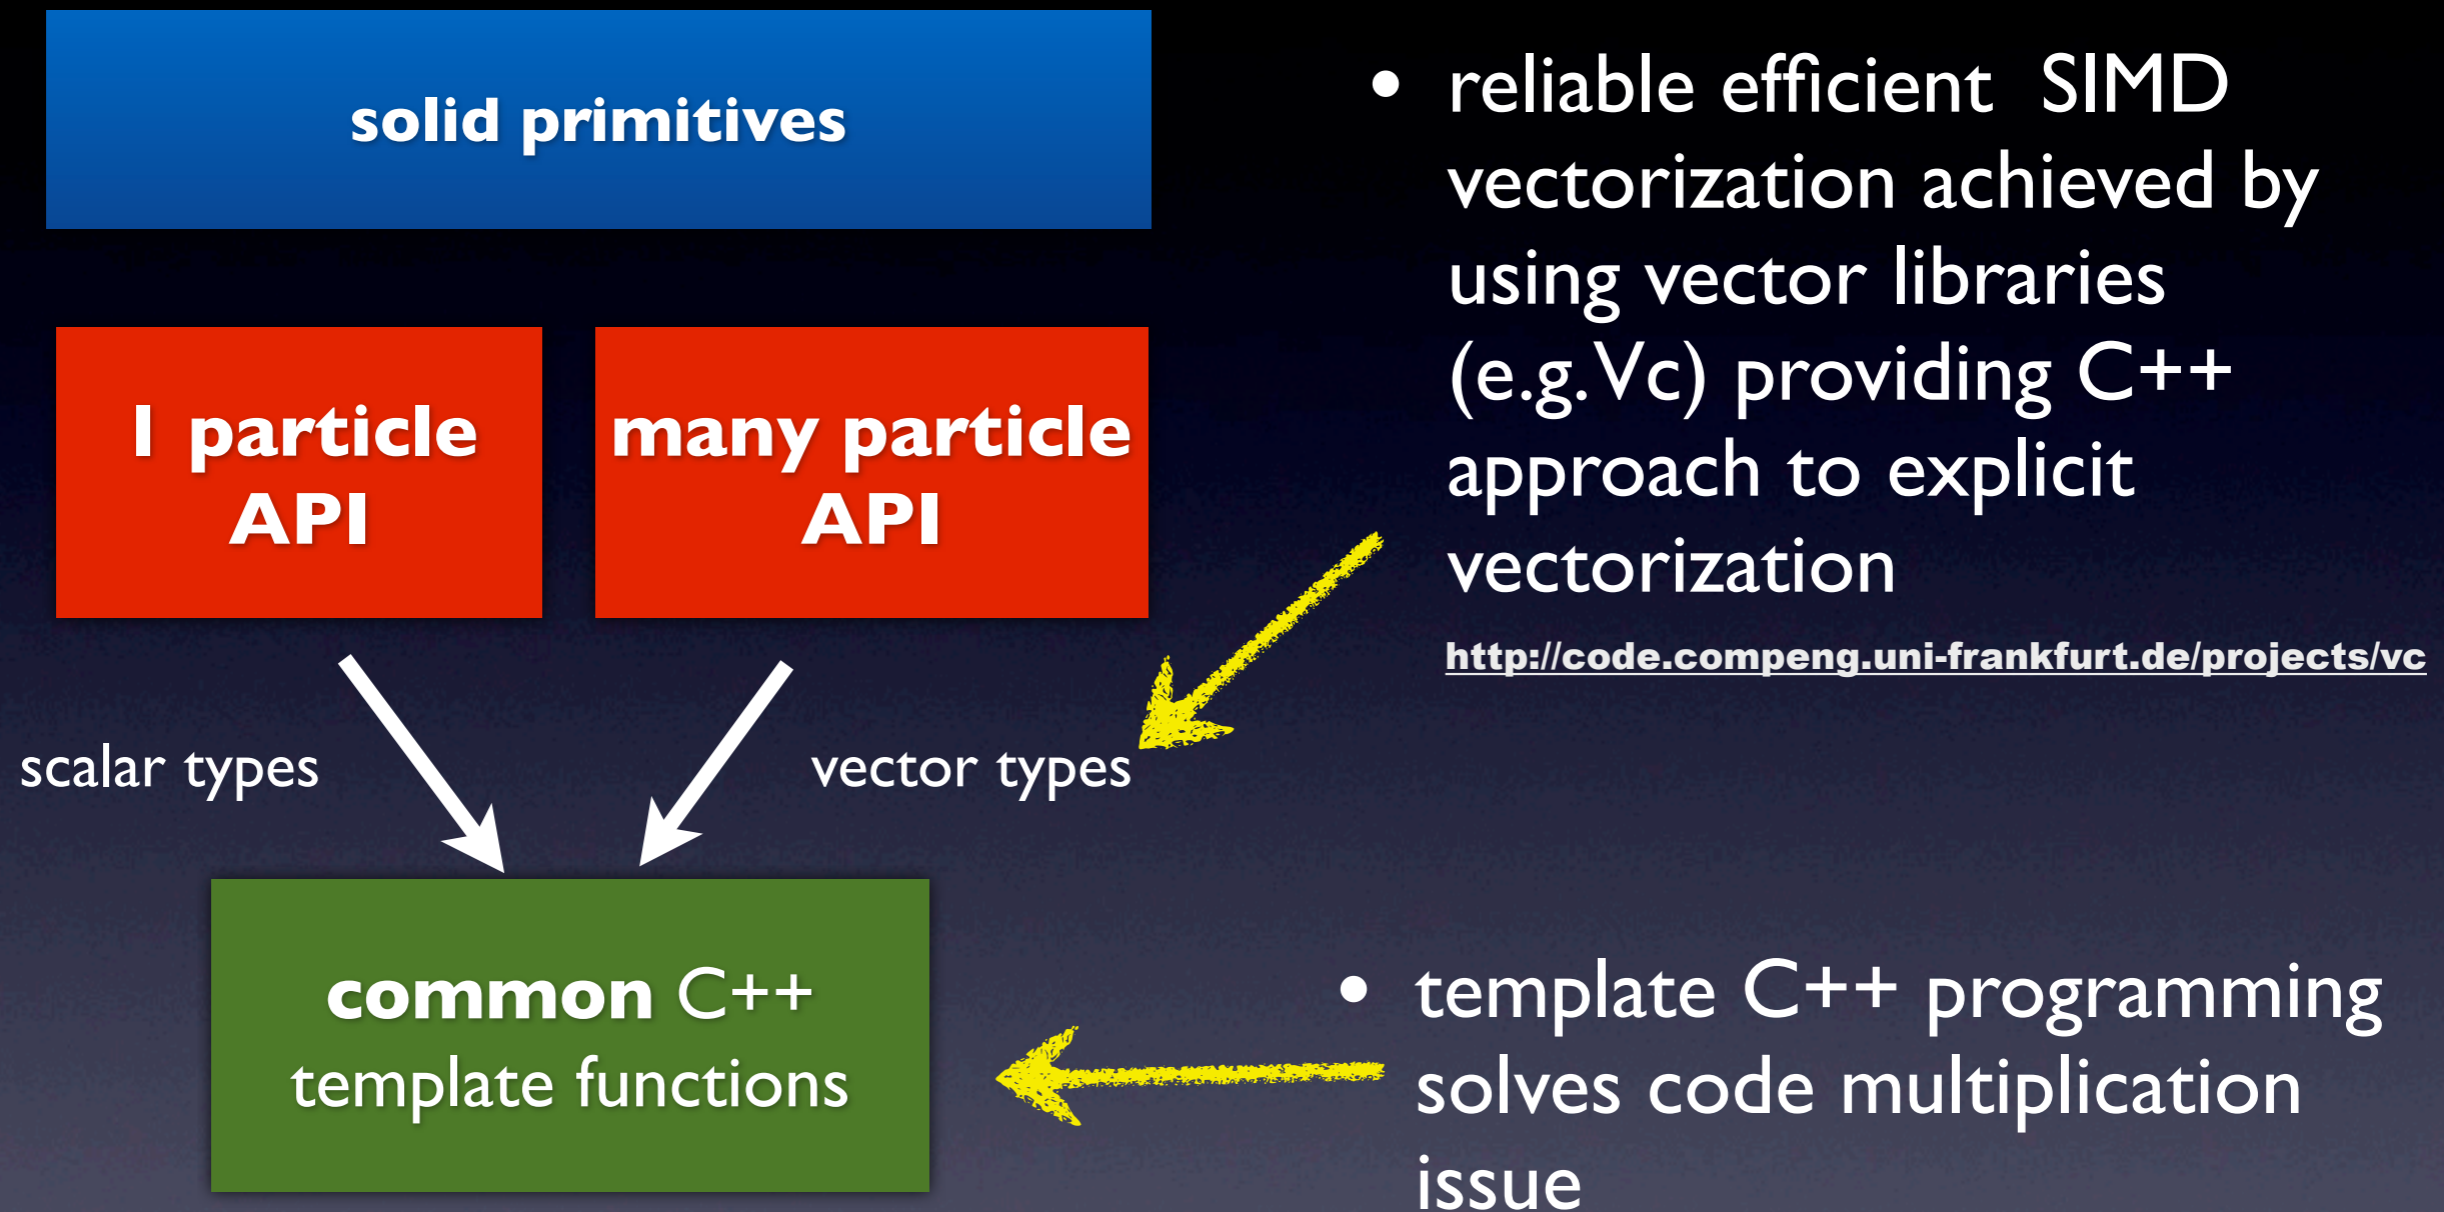 solid primitives
1 particle
API
many particle
API
scalar types
vector types
common C++
template functions
• reliable efficient SIMD
vectorization achieved by
using vector libraries
(e.g. Vc) providing C++
approach to explicit
vectorization
http://code.compeng.uni-frankfurt.de/projects/vc
• template C++ programming
solves code multiplication
issue